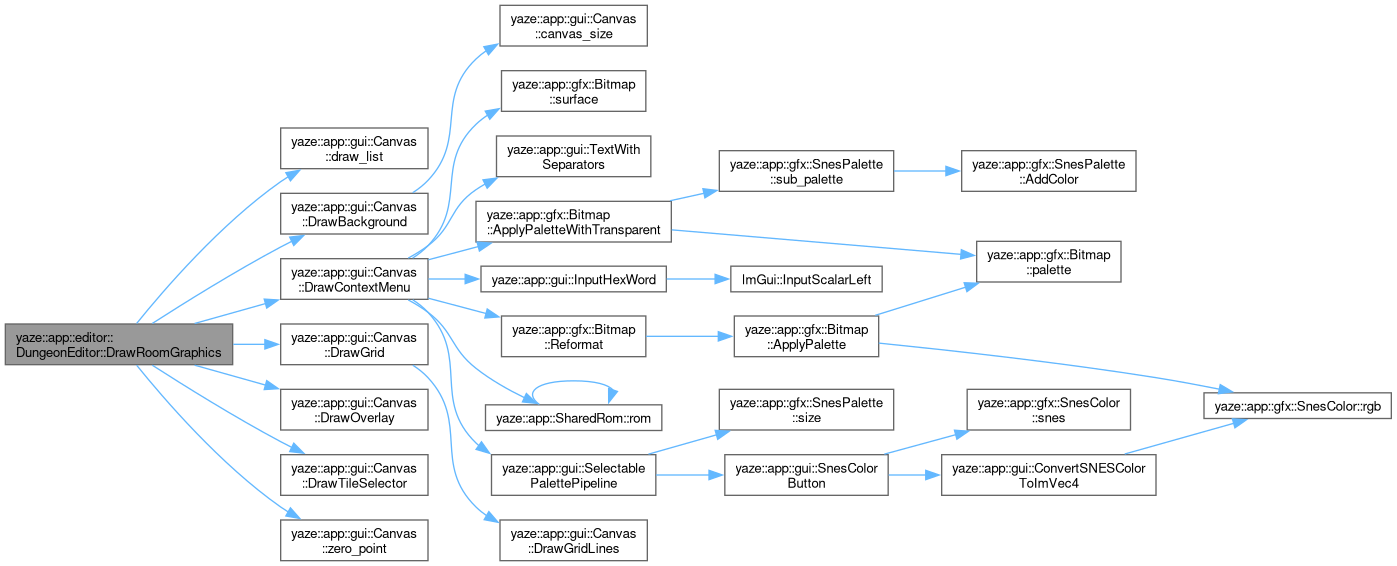 yaze::app::editor::
DungeonEditor::DrawRoomGraphics
yaze::app::gui::Canvas
::draw_list
yaze::app::gui::Canvas
::DrawBackground
yaze::app::gui::Canvas
::DrawContextMenu
yaze::app::gui::Canvas
::DrawGrid
yaze::app::gui::Canvas
::DrawOverlay
yaze::app::gui::Canvas
::DrawTileSelector
yaze::app::gui::Canvas
::zero_point
yaze::app::gui::Canvas
::canvas_size
yaze::app::gfx::Bitmap
::surface
yaze::app::gui::TextWith
Separators
yaze::app::gfx::Bitmap
::ApplyPaletteWithTransparent
yaze::app::gui::InputHexWord
yaze::app::gfx::Bitmap
::Reformat
yaze::app::SharedRom::rom
yaze::app::gui::Selectable
PalettePipeline
yaze::app::gui::Canvas
::DrawGridLines
yaze::app::gfx::SnesPalette
::sub_palette
ImGui::InputScalarLeft
yaze::app::gfx::Bitmap
::ApplyPalette
yaze::app::gfx::SnesPalette
::size
yaze::app::gui::SnesColor
Button
yaze::app::gfx::SnesPalette
::AddColor
yaze::app::gfx::Bitmap
::palette
yaze::app::gfx::SnesColor
::snes
yaze::app::gui::ConvertSNESColor
ToImVec4
yaze::app::gfx::SnesColor::rgb